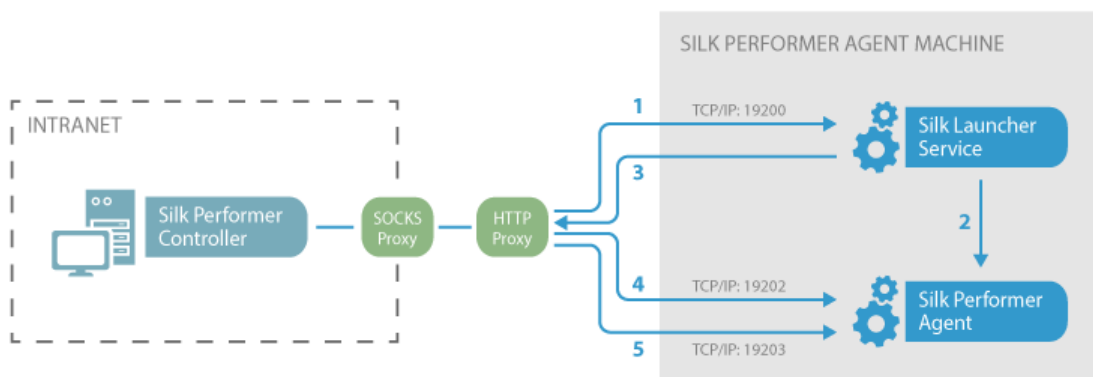 SILK PERFORMER AGENT MACHINE
INTRANET
1
TCP/IP: 19200
Silk Launcher
Service
3
Silk Performer
Controller
SOCKS
Proxy
HTTP
Proxy
2
4
TCP/IP: 19202
Silk Performer
Agent
5
TCP/IP: 19203